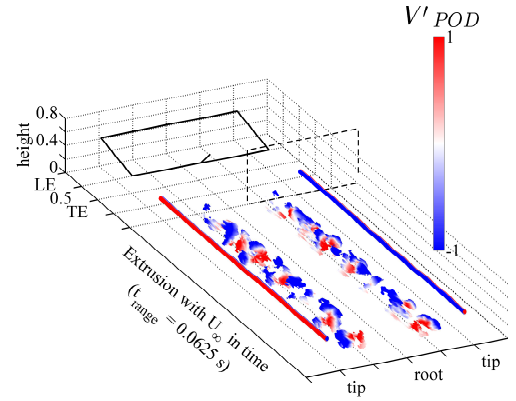 V′ POD
1
-1
0.8
0.4
0
height
LE
0.5
TE
Extrusion with U∞ in time
(t range = 0.0625 s)
tip
root
tip